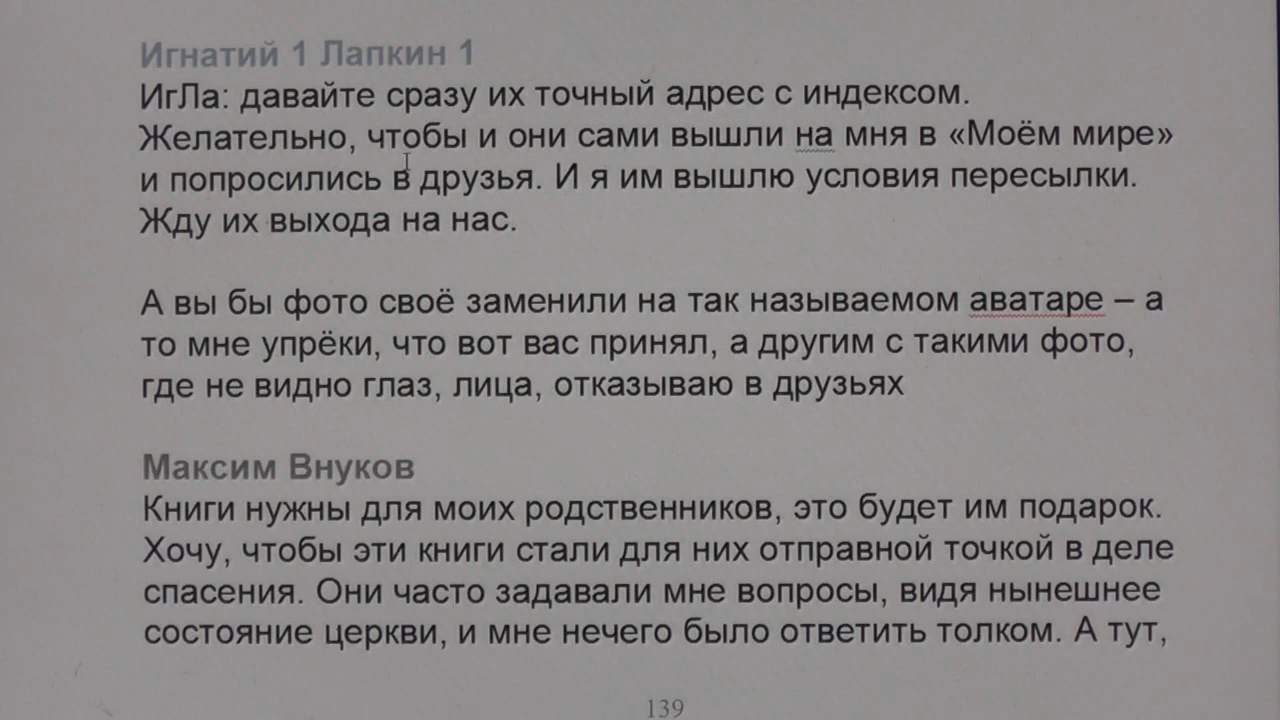 Игнатий 1 Лапкин 1
ИгЛа: давайте сразу их точный адрес с индексом.
Желательно, чтобы и они сами вышли на мня в «Моём мире»
и попросились в друзья. И я им вышлю условия пересылки.
Жду их выхода на нас.
А вы бы фото своё заменили на так называемом аватаре – а
то мне упрёки, что вот вас принял, а другим с такими фото,
где не видно глаз, лица, отказываю в друзьях
Максим Внуков
Книги нужны для моих родственников, это будет им подарок.
Хочу, чтобы эти книги стали для них отправной точкой в деле
спасения. Они часто задавали мне вопросы, видя нынешнее
состояние церкви, и мне нечего было ответить толком. А тут,
139